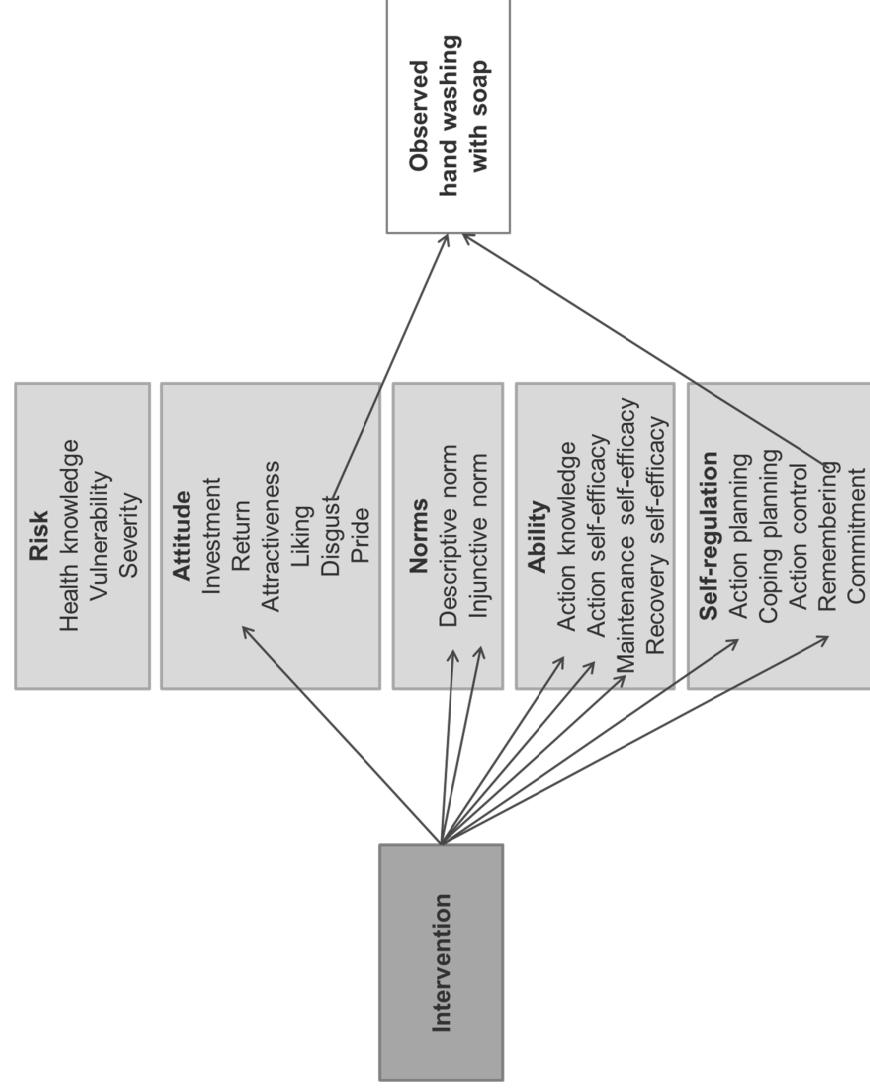 Intervention
Risk
Health knowledge
Vulnerability
Severity
Attitude
Investment
Return
Attractiveness
Liking
Disgust
Pride
Norms
Descriptive norm
Injunctive norm
Ability
Action knowledge
Action self-efficacy
Maintenance self-efficacy
Recovery self-efficacy
Self-regulation
Action planning
Coping planning
Action control
Remembering
Commitment
Observed
hand washing
with soap